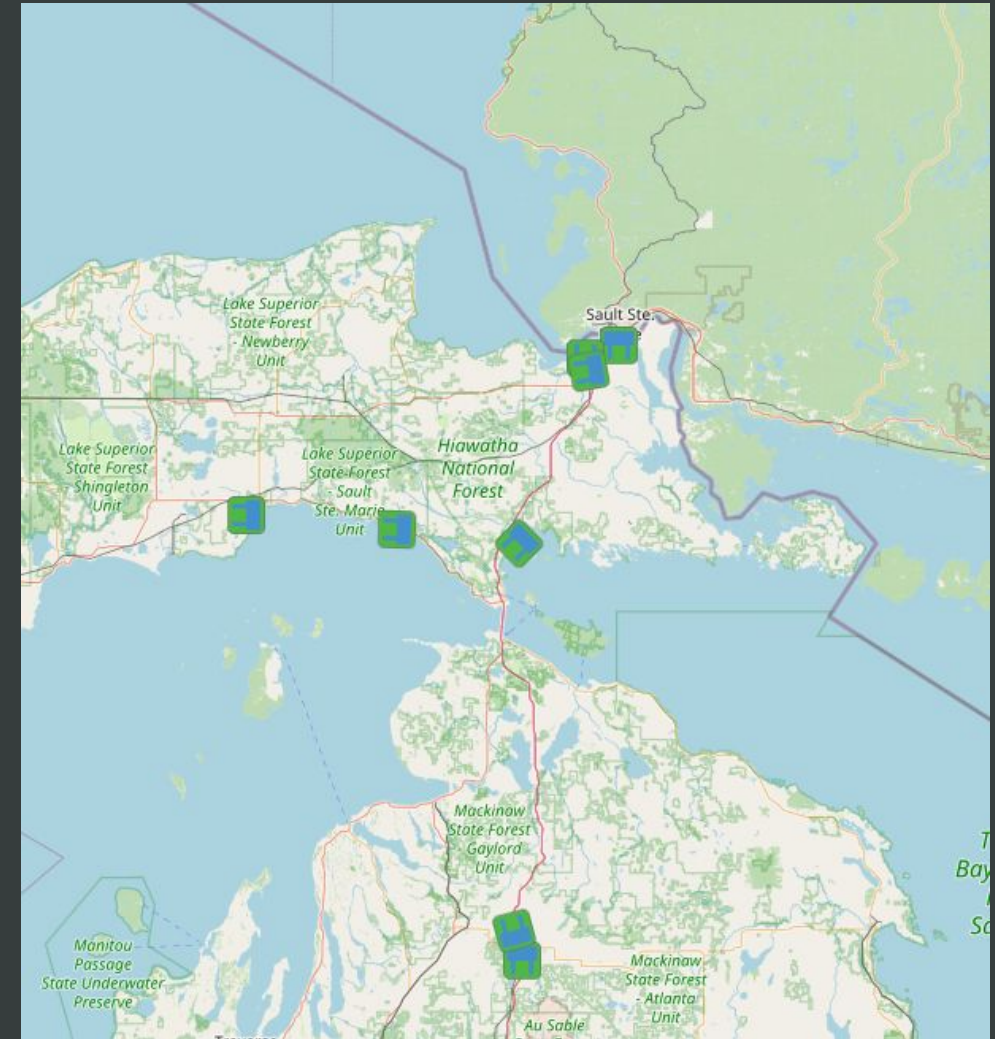 Sault Ste.
Lake Superior
State Forest
- Newberry
Unit
Hiawatha
National
Forest
Lake Superior
State Forest
Shingleton
Unit
Lake Superior
State Forest
- Sault
Ste. Marie
Unit
Mackinaw
State Forest
Gaylord
Unit
Manitou
Passage
State Underwater
Preserve
Mackinaw
State Forest
- Atlanta
Unit
Au Sable
Bay